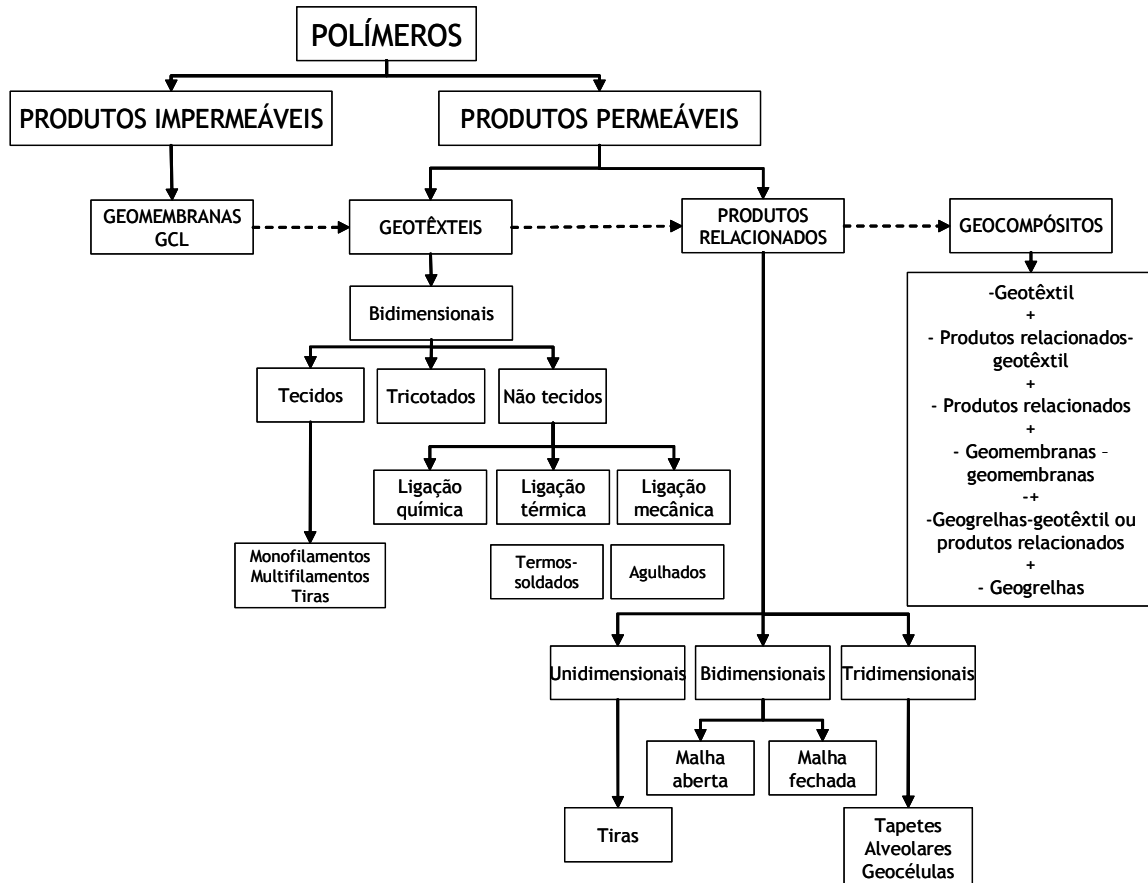 POLÍMEROS
PRODUTOS IMPERMEÁVEIS
PRODUTOS PERMEÁVEIS
GEOMEMBRANAS
GCL
GEOTÊXTEIS
PRODUTOS
RELACIONADOS
GEOCOMPÓSITOS
-Geotêxtil
+
- Produtos relacionados-
geotêxtil
+
- Produtos relacionados
+
- Geomembranas –
geomembranas
-+
-Geogrelhas-geotêxtil ou
produtos relacionados
+
- Geogrelhas
Bidimensionais
Tecidos
Tricotados
Não tecidos
Ligação
química
Ligação
térmica
Ligação
mecânica
Monofilamentos
Multifilamentos
Tiras
Termos-
soldados
Agulhados
Unidimensionais
Bidimensionais
Tridimensionais
Malha
aberta
Malha
fechada
Tiras
Tapetes
Alveolares
Geocélulas